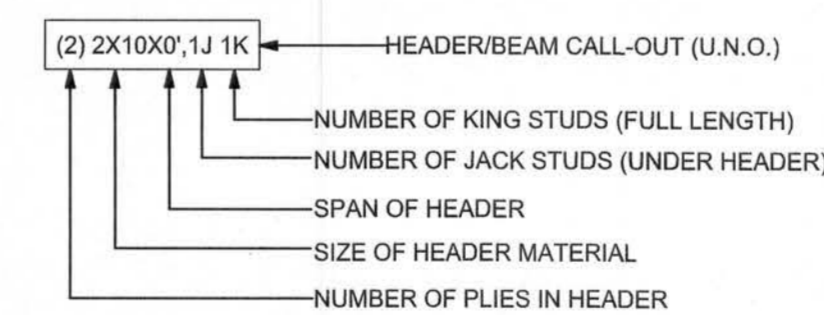 (2) 2X10X0',1J 1K
HEADER/BEAM CALL-OUT (U.N.O.)
NUMBER OF KING STUDS (FULL LENGTH)
NUMBER OF JACK STUDS (UNDER HEADER)
SPAN OF HEADER
SIZE OF HEADER MATERIAL
NUMBER OF PLIES IN HEADER